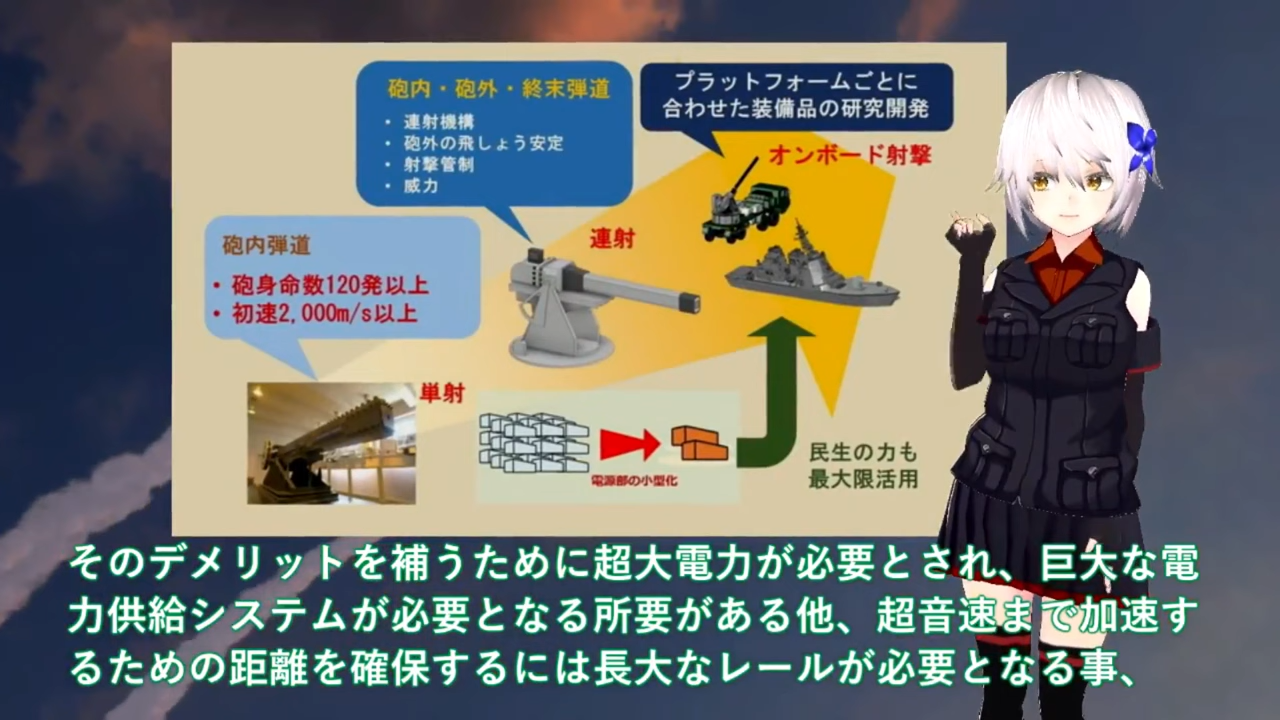 砲内・砲外・終末弾道
・ 連射機構
・ 砲外の飛しょう安定
・ 射撃管制
・ 威力
プラットフォームごとに
合わせた装備品の研究開発
オンボード射撃
連射
砲内弾道
・ 砲身命数120発以上
・ 初速2,000m/s以上
単射
電源部の小型化
民生の力も
最大限活用
そのデメリットを補うために超大電力が必要とされ、巨大な電
力供給システムが必要となる所要がある他、超音速まで加速す
るための距離を確保するには長大なレールが必要となる事、